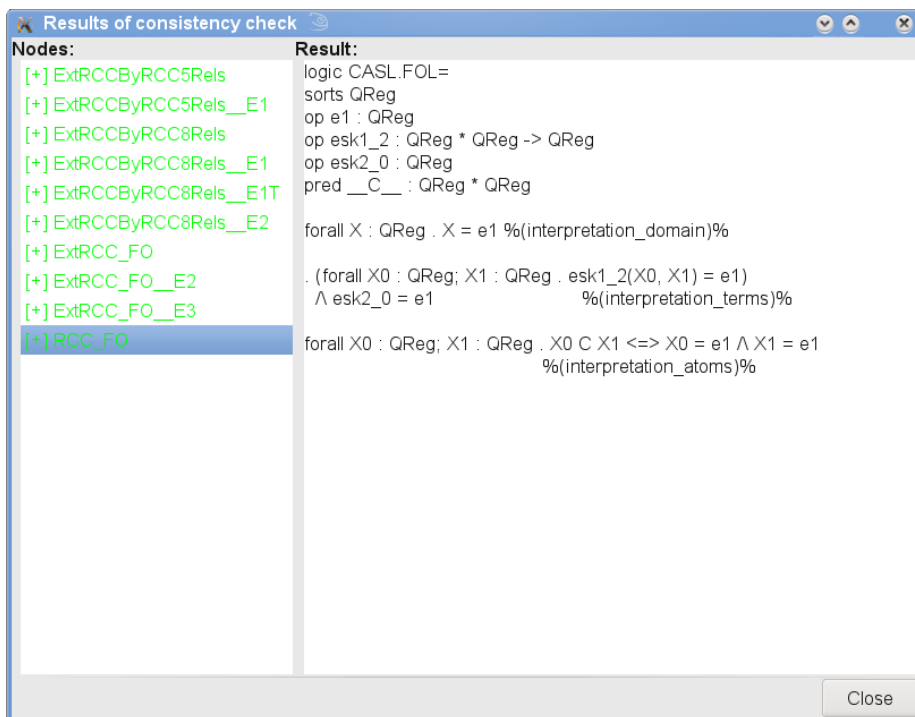 Results of consistency check
Nodes:
[+] ExtRCCByRCC5Rels
[+] ExtRCCByRCC5Rels__E1
[+] ExtRCCByRCC8Rels
[+] ExtRCCByRCC8Rels__E1
[+] ExtRCCByRCC8Rels__E1T
[+] ExtRCCByRCC8Rels__E2
[+] ExtRCC_FO
[+] ExtRCC_FO__E2
[+] ExtRCC_FO__E3
[+] RCC_FO
Result:
logic CASL.FOL=
sorts QReg
op e1 : QReg
op esk1_2 : QReg * QReg -> QReg
op esk2_0 : QReg
pred __C__ : QReg * QReg
forall X : QReg . X = e1 %(interpretation_domain)%
. (forall X0 : QReg; X1 : QReg . esk1_2(X0, X1) = e1)
/\ esk2_0 = e1 %(interpretation_terms)%
forall X0 : QReg; X1 : QReg . X0 C X1 <=> X0 = e1 /\ X1 = e1
%(interpretation_atoms)%
Close